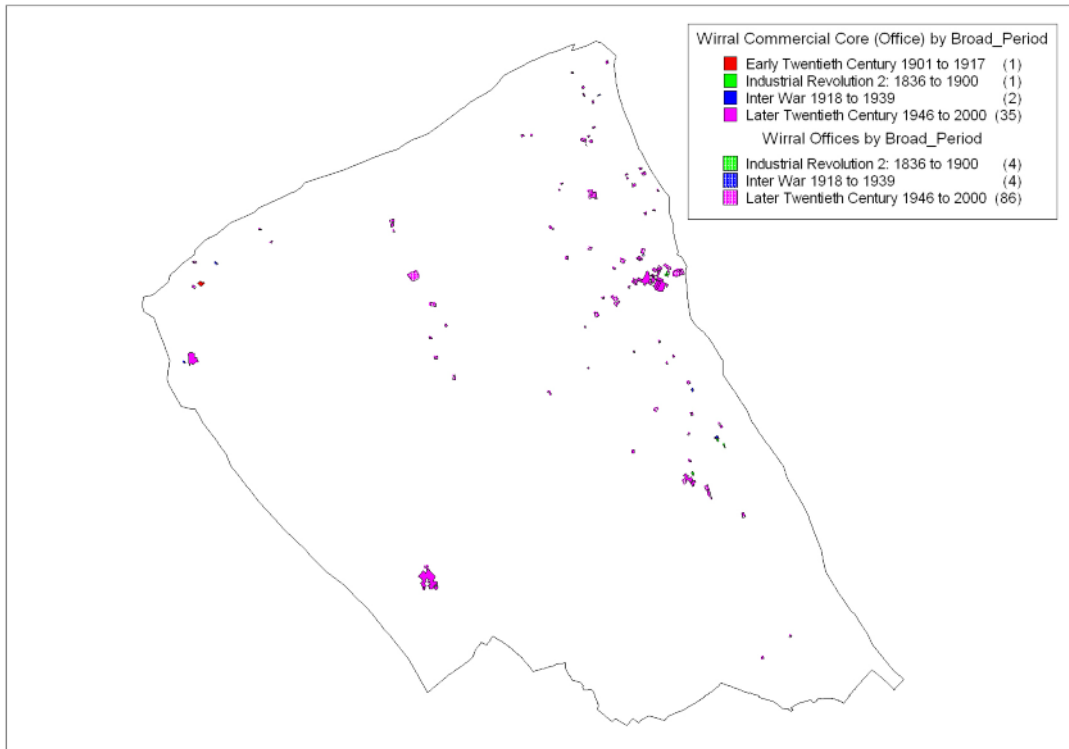 Wirral Commercial Core (Office) by Broad_Period
Early Twentieth Century 1901 to 1917 (1)
Industrial Revolution 2: 1836 to 1900 (1)
Inter War 1918 to 1939 (2)
Later Twentieth Century 1946 to 2000 (35)
Wirral Offices by Broad_Period
Industrial Revolution 2: 1836 to 1900 (4)
Inter War 1918 to 1939 (4)
Later Twentieth Century 1946 to 2000 (86)